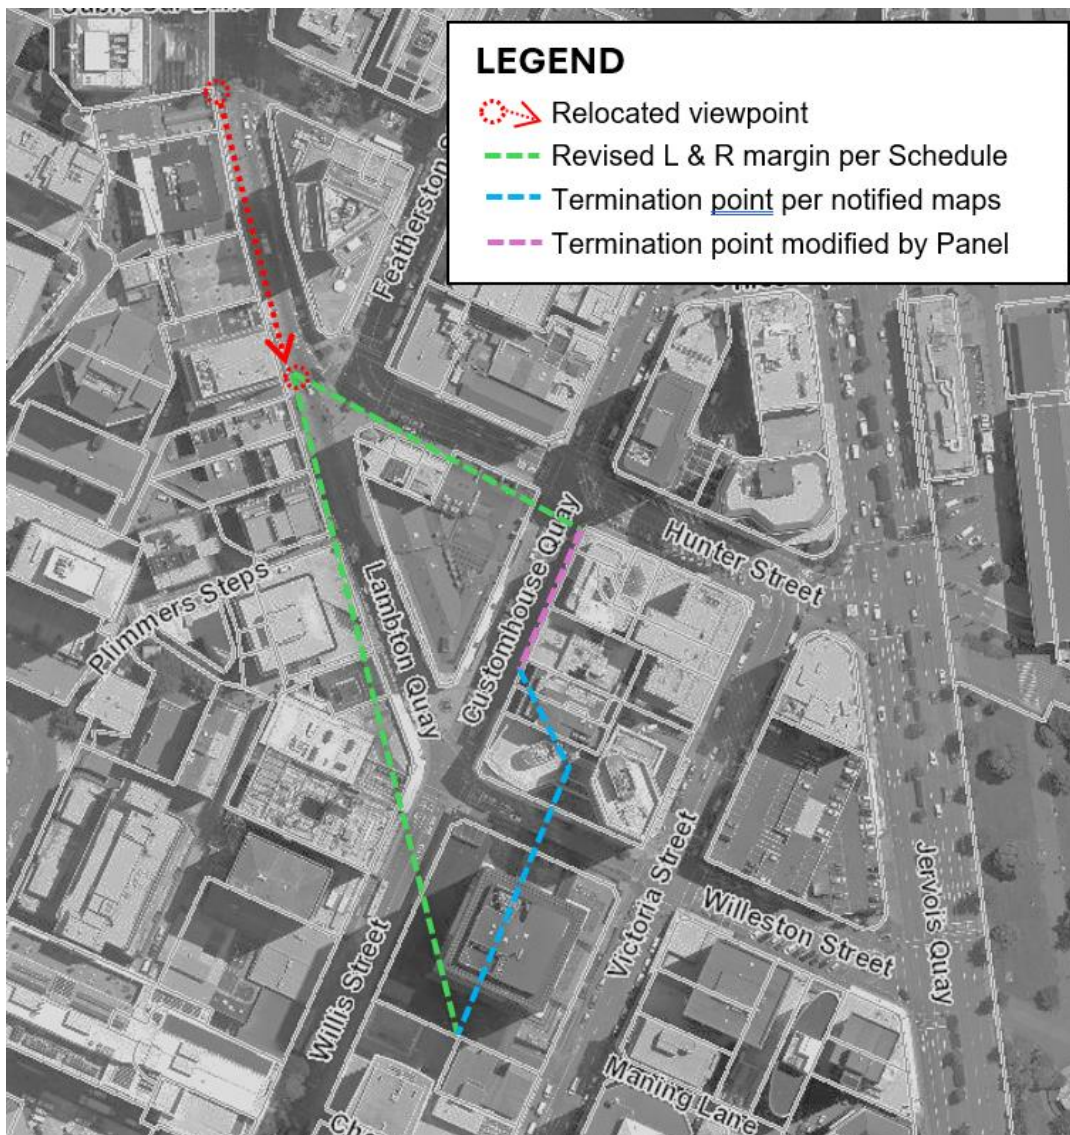 LEGEND
Relocated viewpoint
Revised L & R margin per Schedule
Termination point per notified maps
Termination point modified by Panel
Customhouse Quay
Hunter Street
Plimmers Steps
Lambton Quay
Victoria Street
Willeston Street
Jervois Quay
Willis Street
Maning Lane